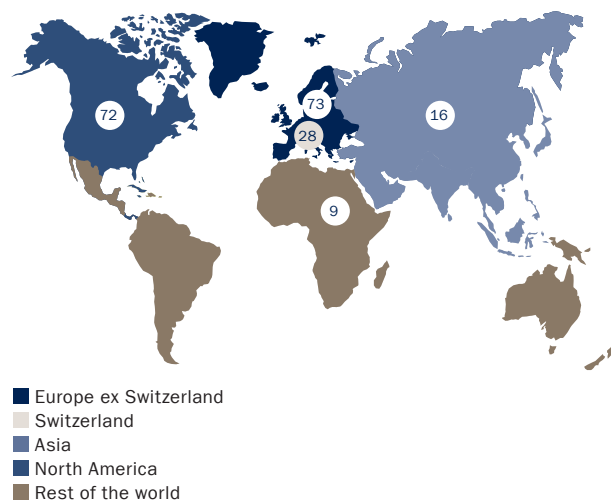 72
73
16
28
9
Europe ex Switzerland
Switzerland
Asia
North America
Rest of the world